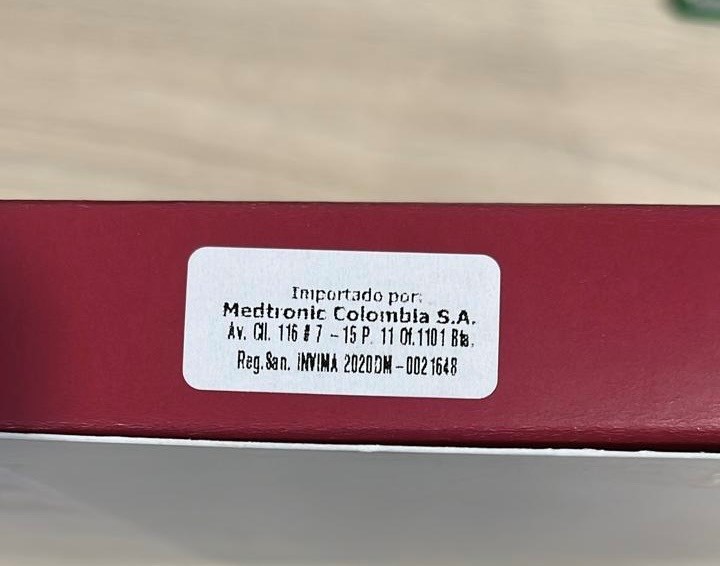 Importado por:
Medtronic Colombia S.A.
Av. Cll. 116 # 7 - 15 P. 11 Of. 1101 Bta.
Reg. San. INVIMA 2020DM-0021648